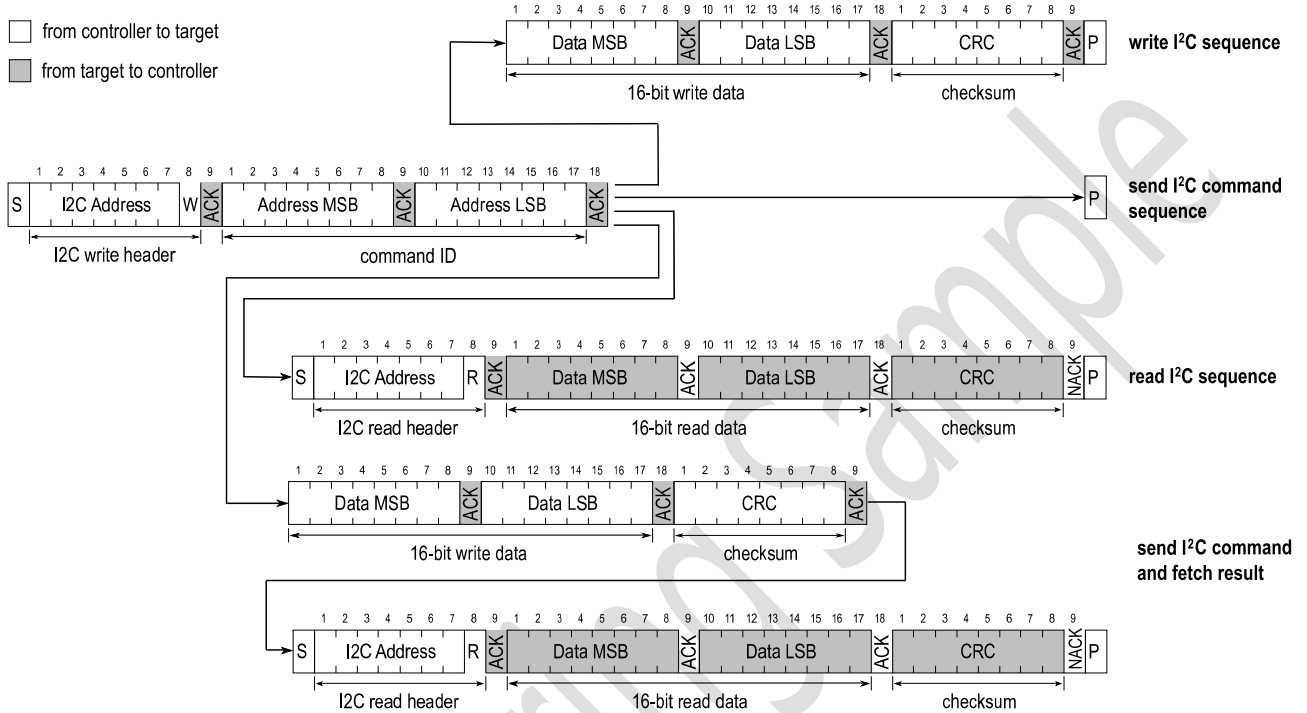 from controller to target
from target to controller
1 2 3 4 5 6 7 8 9 10 11 12 13 14 15 16 17 18 1 2 3 4 5 6 7 8 9
Data MSB ACK Data LSB ACK CRC ACK P write I²C sequence
16-bit write data checksum
1 2 3 4 5 6 7 8 9 1 2 3 4 5 6 7 8 9 10 11 12 13 14 15 16 17 18
S I2C Address W ACK Address MSB ACK Address LSB ACK P send I²C command
sequence
I2C write header command ID
1 2 3 4 5 6 7 8 9 1 2 3 4 5 6 7 8 9 10 11 12 13 14 15 16 17 18 1 2 3 4 5 6 7 8 9
S I2C Address R ACK Data MSB ACK Data LSB ACK CRC NACK P read I²C sequence
I2C read header 16-bit read data checksum
1 2 3 4 5 6 7 8 9 10 11 12 13 14 15 16 17 18 1 2 3 4 5 6 7 8 9
Data MSB ACK Data LSB ACK CRC ACK
16-bit write data checksum
send I²C command
and fetch result
1 2 3 4 5 6 7 8 9 1 2 3 4 5 6 7 8 9 10 11 12 13 14 15 16 17 18 1 2 3 4 5 6 7 8 9
S I2C Address R ACK Data MSB ACK Data LSB ACK CRC NACK P
I2C read header 16-bit read data checksum
ring Sample